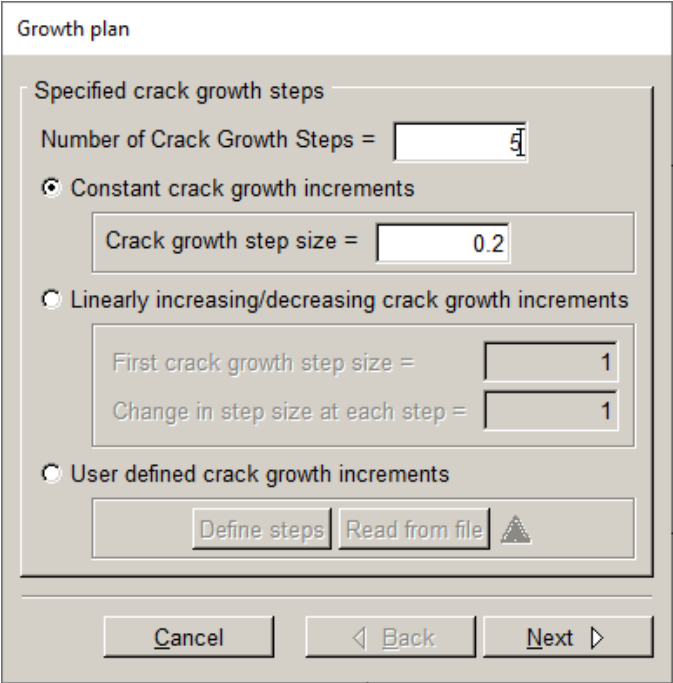 Growth plan
Specified crack growth steps
Number of Crack Growth Steps = 5
Constant crack growth increments
Crack growth step size = 0.2
Linearly increasing/decreasing crack growth increments
First crack growth step size = 1
Change in step size at each step = 1
User defined crack growth increments
Define steps Read from file
Cancel Back Next